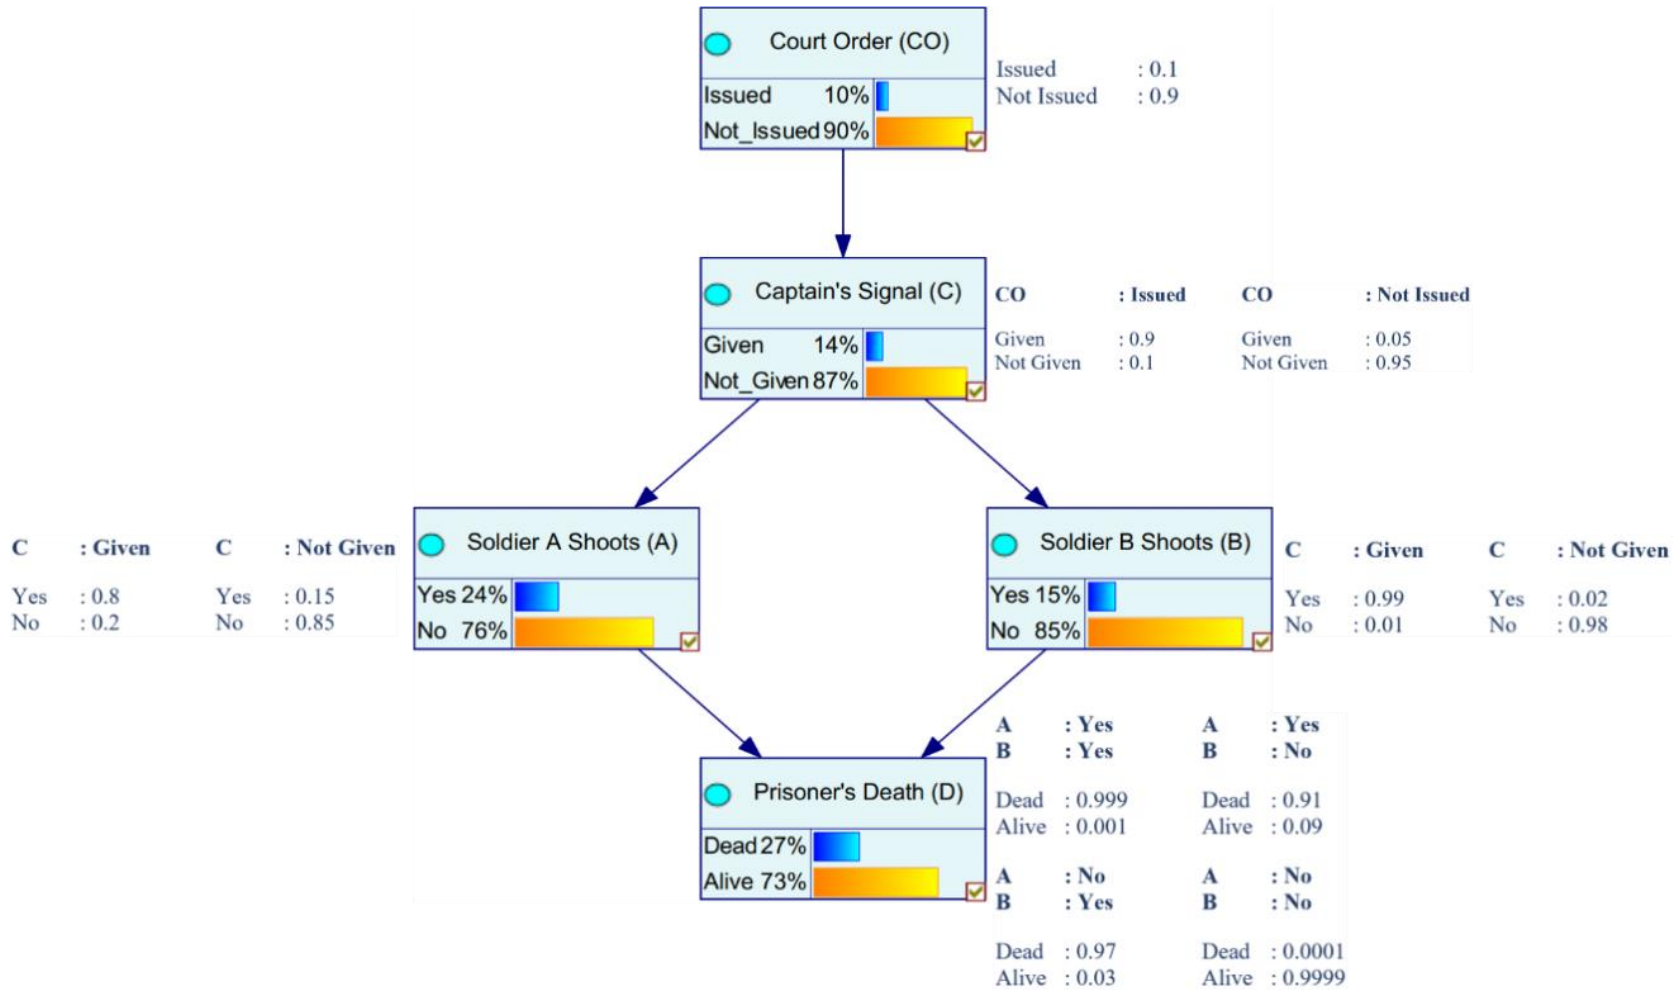 Court Order (CO)
Issued 10%
Not_Issued 90%
Issued : 0.1
Not Issued : 0.9
Captain's Signal (C)
Given 14%
Not_Given 87%
CO : Issued CO : Not Issued
Given : 0.9 Given : 0.05
Not Given : 0.1 Not Given : 0.95
C : Given C : Not Given
Yes : 0.8 Yes : 0.15
No : 0.2 No : 0.85
Soldier A Shoots (A)
Yes 24%
No 76%
Soldier B Shoots (B)
Yes 15%
No 85%
C : Given C : Not Given
Yes : 0.99 Yes : 0.02
No : 0.01 No : 0.98
Prisoner's Death (D)
Dead 27%
Alive 73%
A : Yes A : Yes
B : Yes B : No
Dead : 0.999 Dead : 0.91
Alive : 0.001 Alive : 0.09
A : No A : No
B : Yes B : No
Dead : 0.97 Dead : 0.0001
Alive : 0.03 Alive : 0.9999